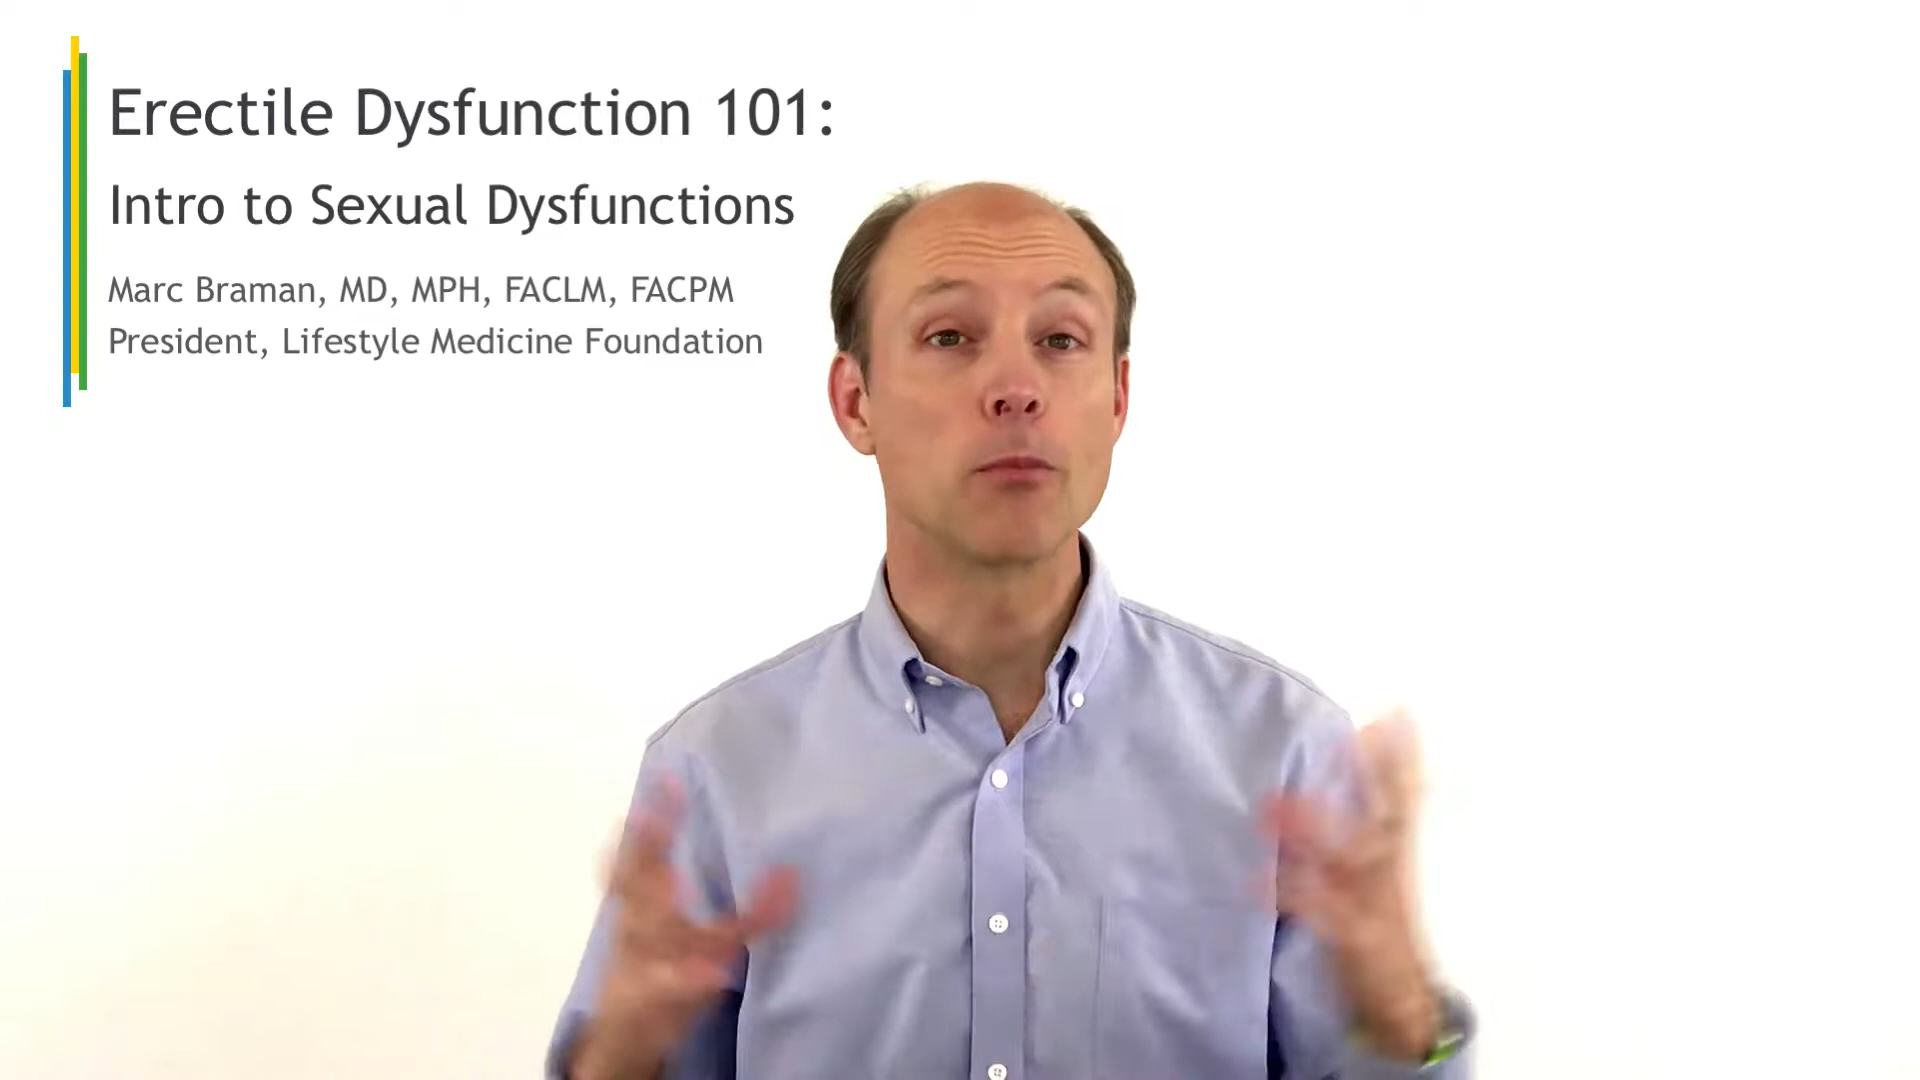 Erectile Dysfunction 101:
Intro to Sexual Dysfunctions
Marc Braman, MD, MPH, FACLM, FACPM
President, Lifestyle Medicine Foundation